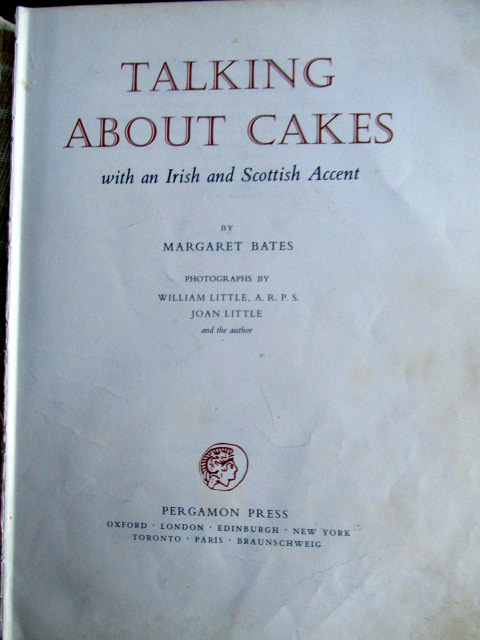 TALKING
ABOUT CAKES
with an Irish and Scottish Accent
BY
MARGARET BATES
PHOTOGRAPHS BY
WILLIAM LITTLE, A. R. P. S.
JOAN LITTLE
and the author
PERGAMON PRESS
OXFORD · LONDON · EDINBURGH · NEW YORK
TORONTO · PARIS · BRAUNSCHWEIG